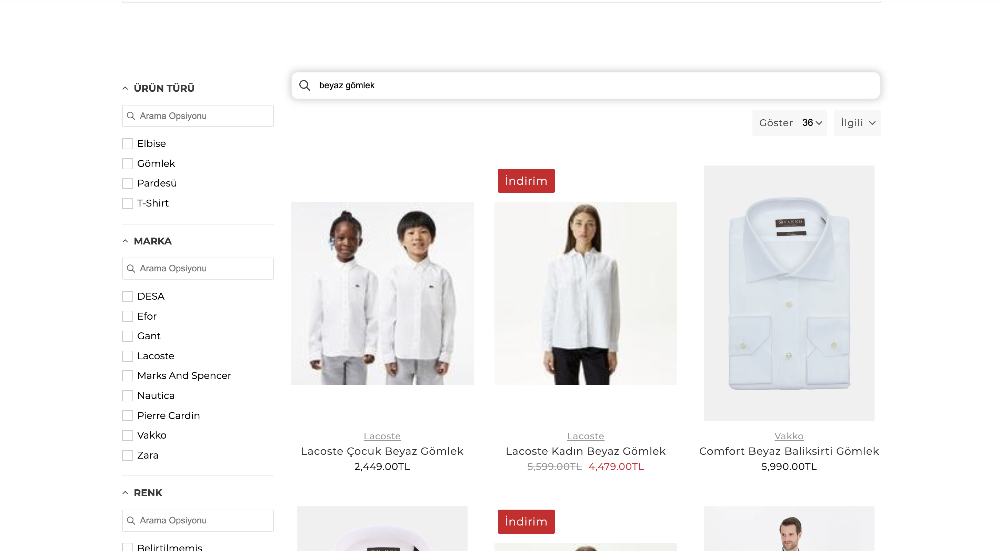 beyaz gömlek
Göster 36
İlgili
ÜRÜN TÜRÜ
Arama Opsiyonu
Elbise
Gömlek
Pardesü
T-Shirt
MARKA
Arama Opsiyonu
DESA
Efor
Gant
Lacoste
Marks And Spencer
Nautica
Pierre Cardin
Vakko
Zara
RENK
Arama Opsiyonu
Belirtilmemiş
Lacoste
Lacoste Çocuk Beyaz Gömlek
2,449.00TL
İndirim
Lacoste
Lacoste Kadın Beyaz Gömlek
5,599.00TL 4,479.00TL
VAKKO
Vakko
Comfort Beyaz Baliksirti Gömlek
5,990.00TL
VAKKO
İndirim